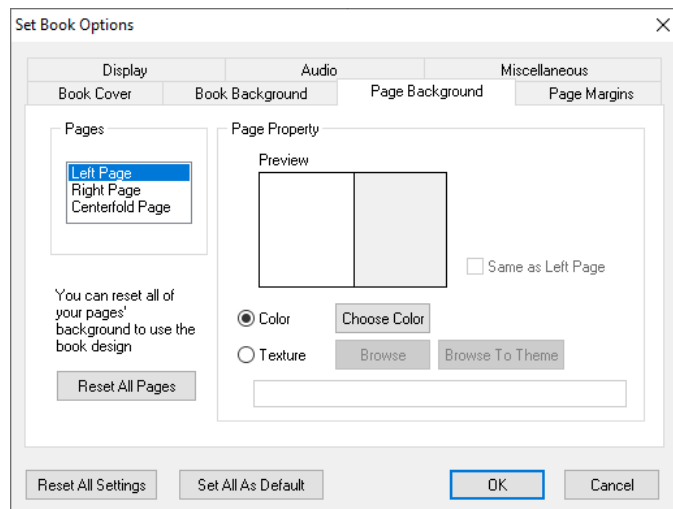 Set Book Options
Display
Audio
Miscellaneous
Book Cover
Book Background
Page Background
Page Margins
Pages
Left Page
Right Page
Centerfold Page
You can reset all of
your pages'
background to use the
book design
Reset All Pages
Page Property
Preview
Same as Left Page
Color
Choose Color
Texture
Browse
Browse To Theme
Reset All Settings
Set All As Default
OK
Cancel